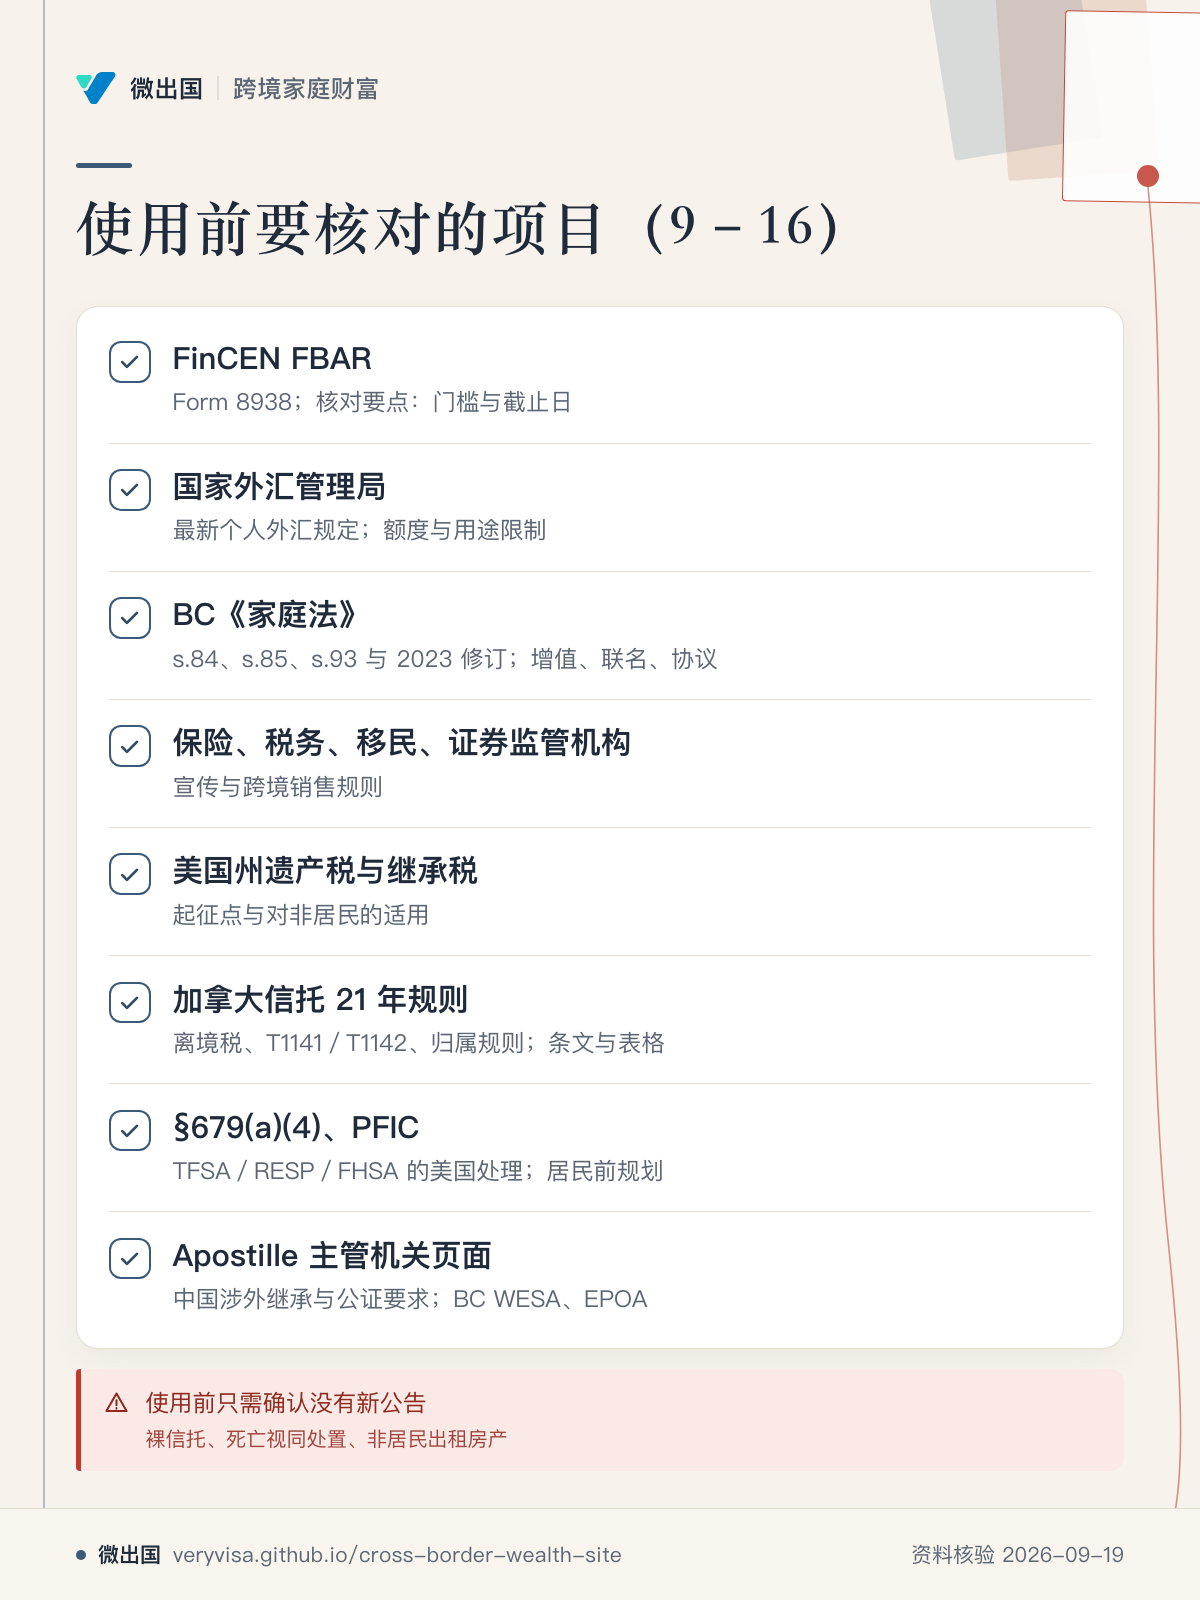 微出国 跨境家庭财富
使用前要核对的项目（9 – 16）
FinCEN FBAR
Form 8938；核对要点：门槛与截止日
国家外汇管理局
最新个人外汇规定；额度与用途限制
BC《家庭法》
s.84、s.85、s.93 与 2023 修订；增值、联名、协议
保险、税务、移民、证券监管机构
宣传与跨境销售规则
美国州遗产税与继承税
起征点与对非居民的适用
加拿大信托 21 年规则
离境税、T1141 / T1142、归属规则；条文与表格
§679(a)(4)、PFIC
TFSA / RESP / FHSA 的美国处理；居民前规划
Apostille 主管机关页面
中国涉外继承与公证要求；BC WESA、EPOA
使用前只需确认没有新公告
裸信托、死亡视同处置、非居民出租房产
微出国 veryvisa.github.io/cross-border-wealth-site
资料核验 2026-09-19